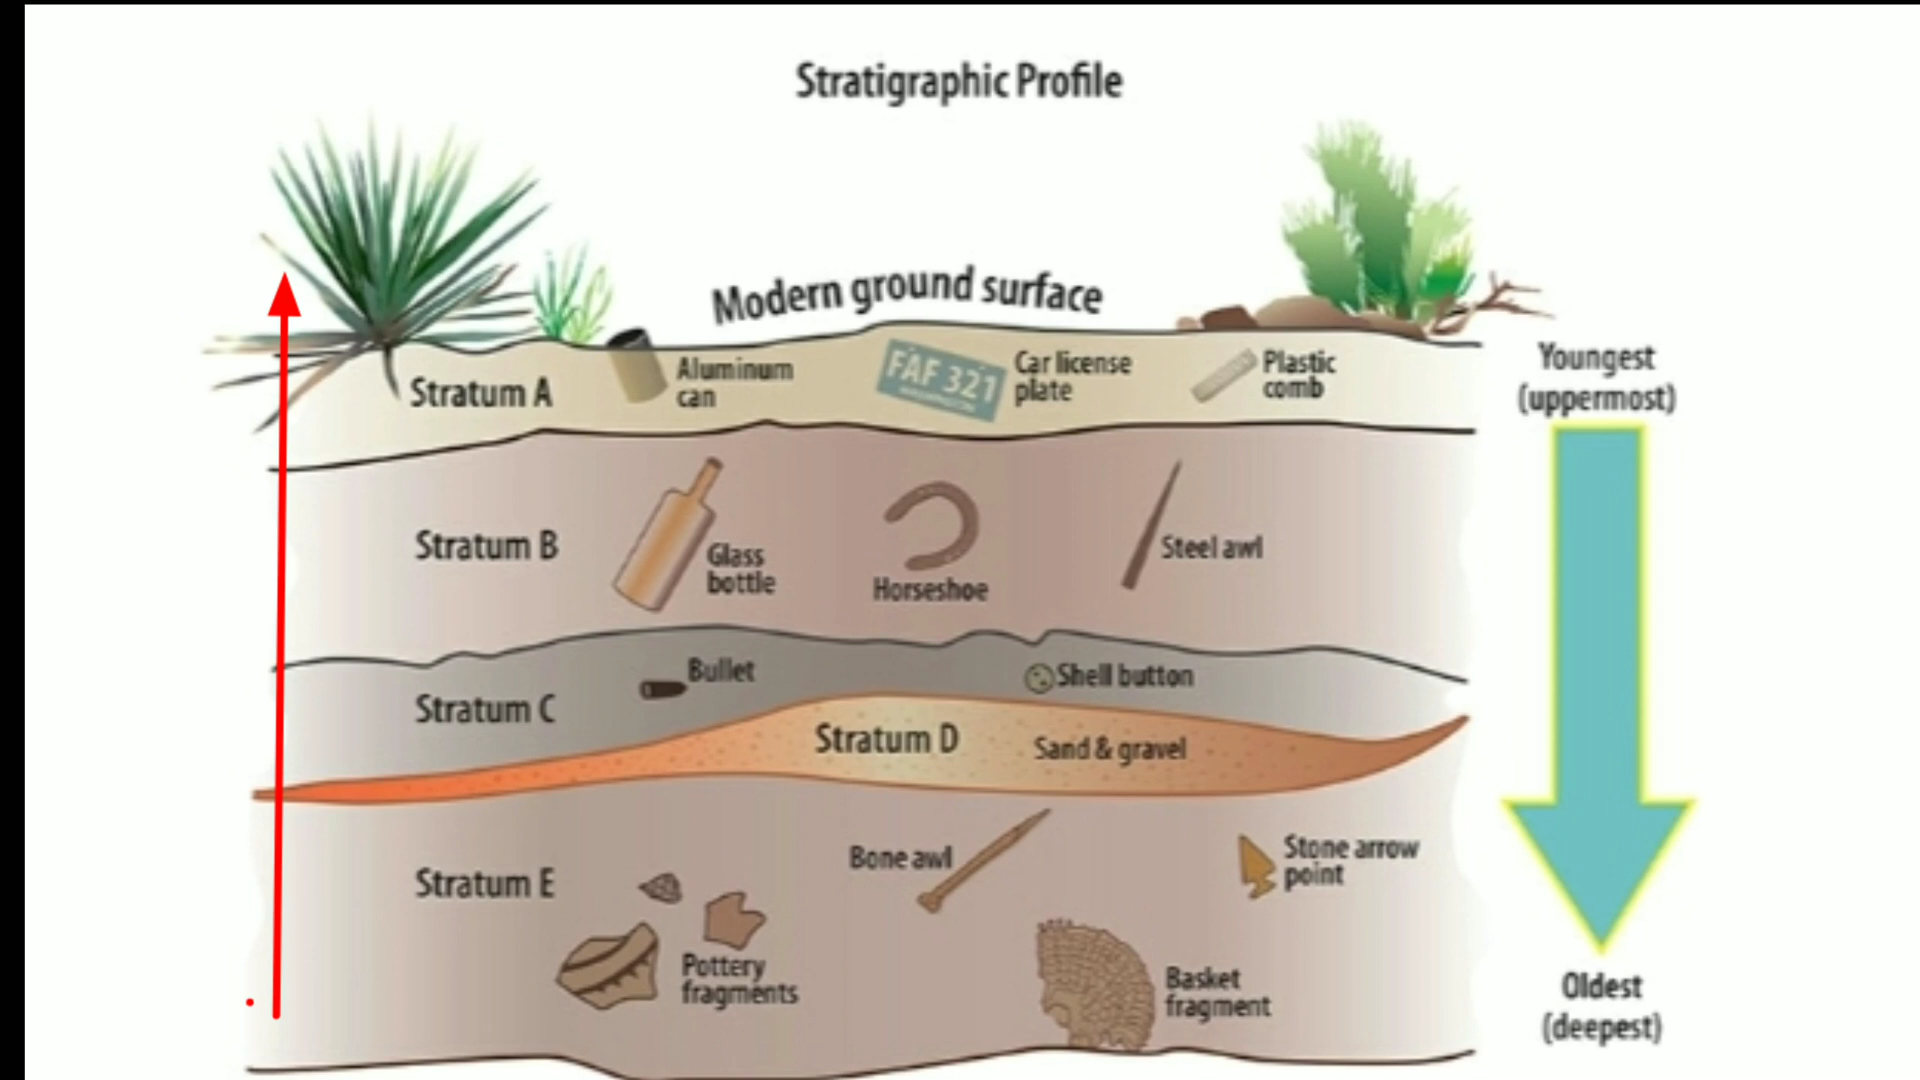 Stratigraphic Profile
Modern ground surface
Stratum A
Aluminum
can
FAF 321
Car license
plate
Plastic
comb
Youngest
(uppermost)
Stratum B
Glass
bottle
Horseshoe
Steel awl
Stratum C
Bullet
Shell button
Stratum D
Sand & gravel
Stratum E
Bone awl
Stone arrow
point
Pottery
fragments
Basket
fragment
Oldest
(deepest)